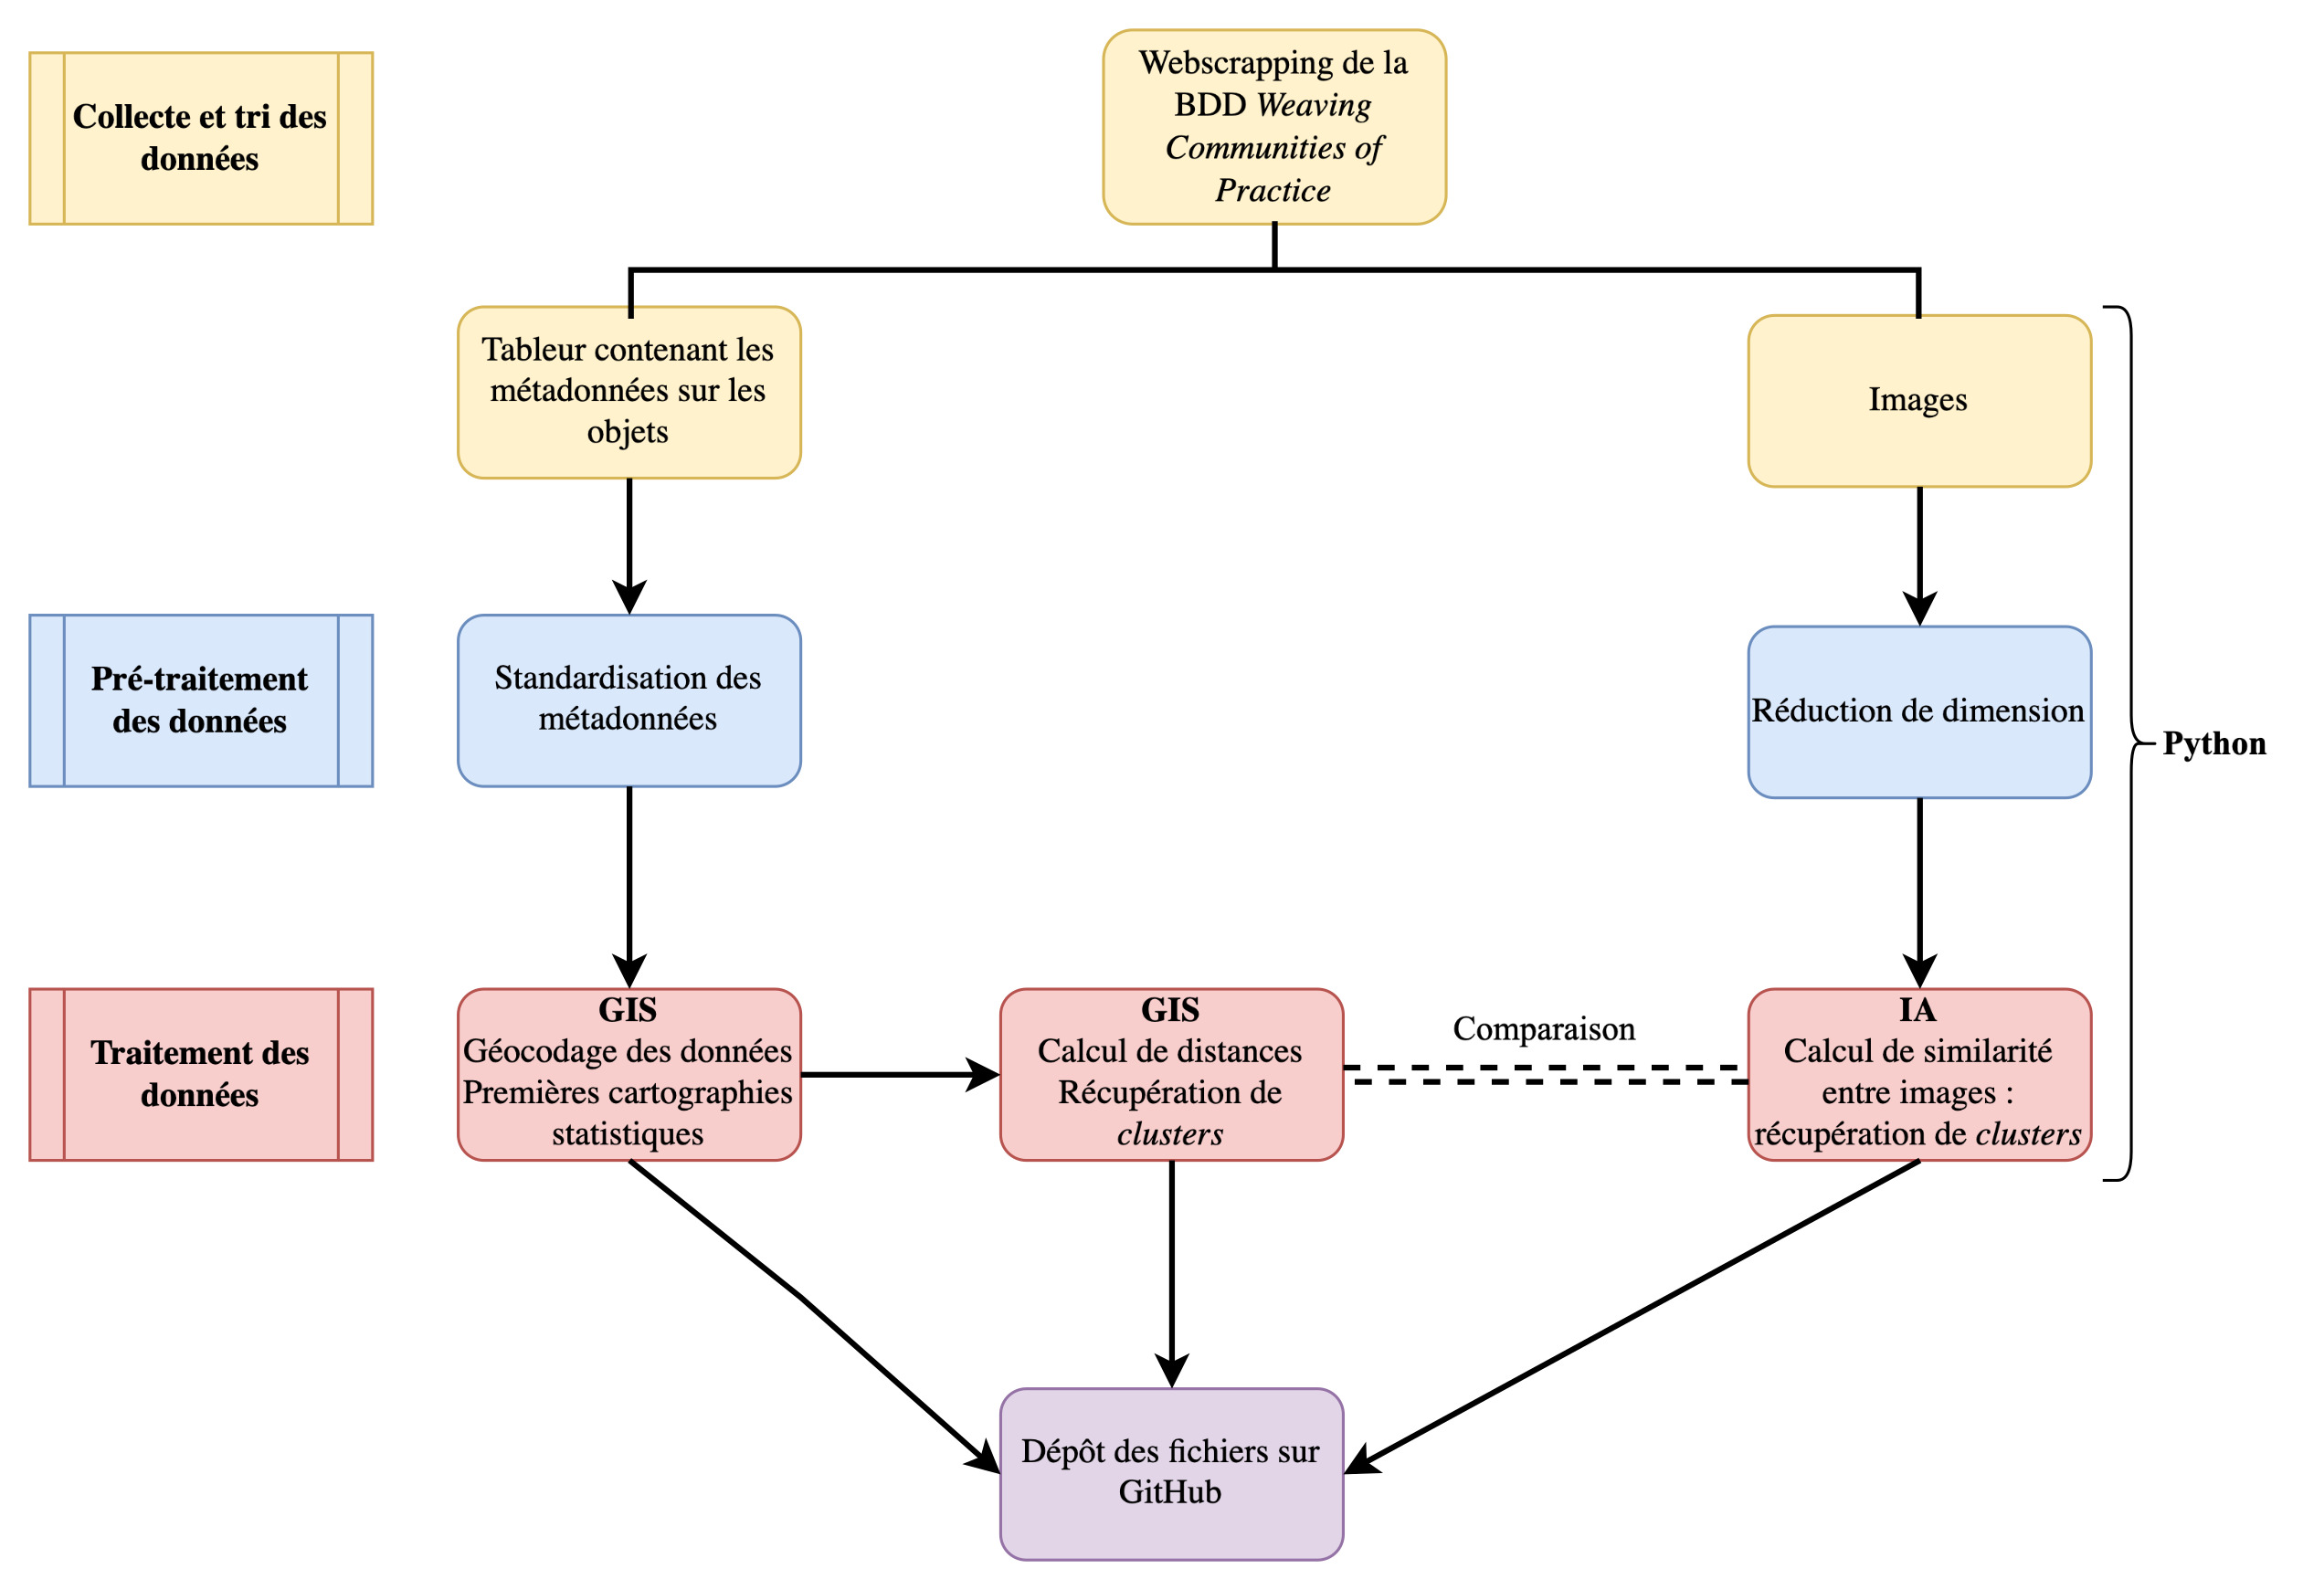 Collecte et tri des
données
Webscrapping de la
BDD Weaving
Communities of
Practice
Tableur contenant les
métadonnées sur les
objets
Images
Pré-traitement
des données
Standardisation des
métadonnées
Réduction de dimension
Python
Traitement des
données
GIS
Géocodage des données
Premières cartographies
statistiques
GIS
Calcul de distances
Récupération de
clusters
Comparaison
IA
Calcul de similarité
entre images :
récupération de clusters
Dépôt des fichiers sur
GitHub